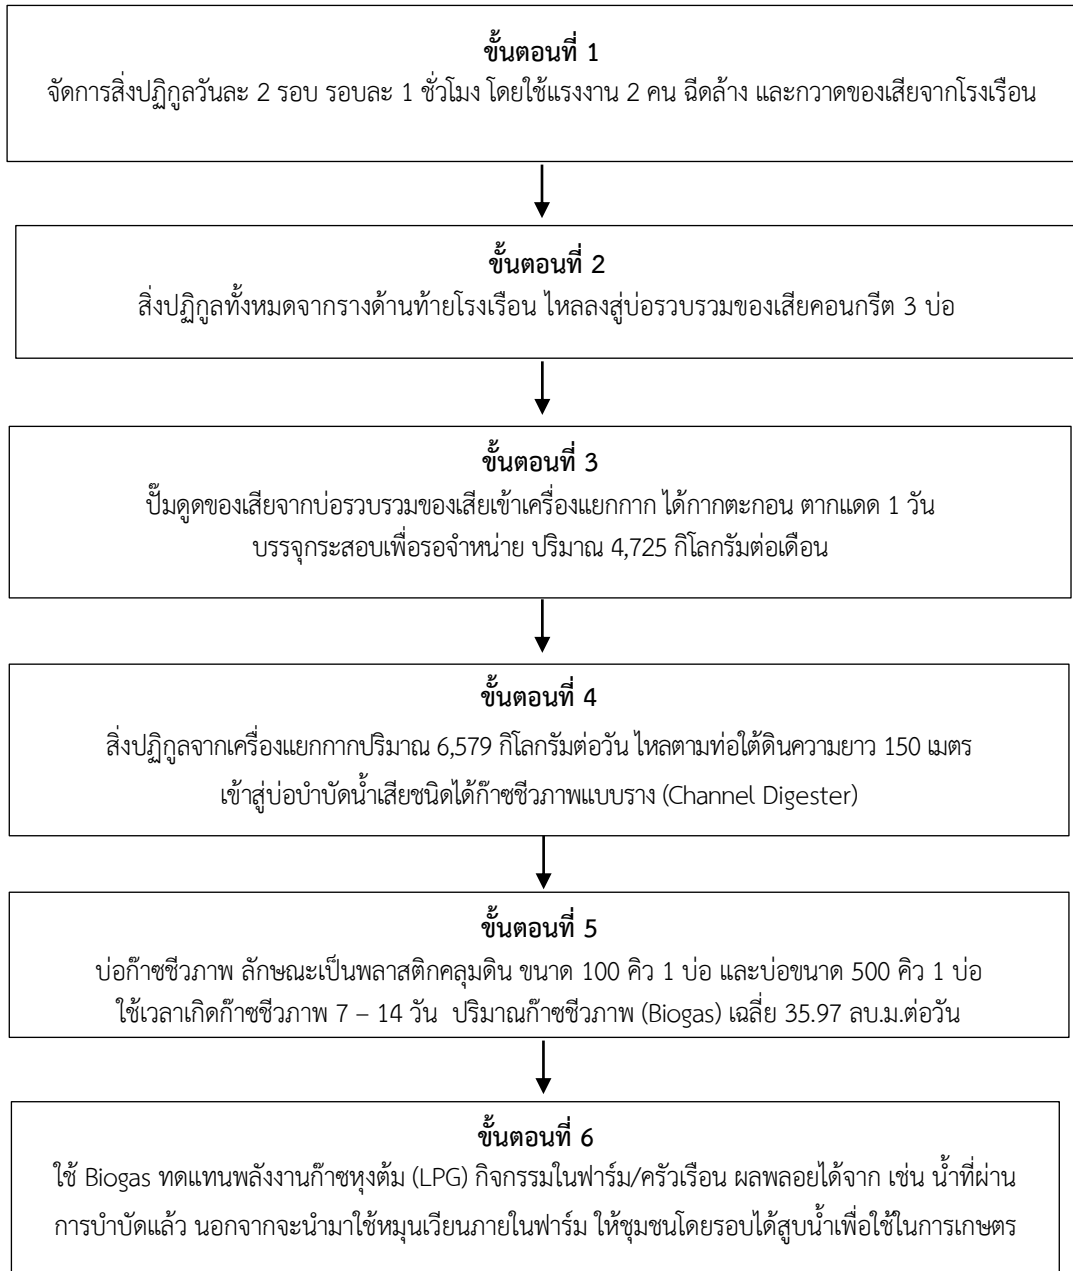 ขั้นตอนที่ 1
จัดการสิ่งปฏิกูลวันละ 2 รอบ รอบละ 1 ชั่วโมง โดยใช้แรงงาน 2 คน ฉีดล้าง และกวาดของเสียจากโรงเรือน
ขั้นตอนที่ 2
สิ่งปฏิกูลทั้งหมดจากรางด้านท้ายโรงเรือน ไหลลงสู่บ่อรวบรวมของเสียคอนกรีต 3 บ่อ
ขั้นตอนที่ 3
ปั๊มดูดของเสียจากบ่อรวบรวมของเสียเข้าเครื่องแยกกาก ได้กากตะกอน ตากแดด 1 วัน
บรรจุกระสอบเพื่อรอจำหน่าย ปริมาณ 4,725 กิโลกรัมต่อเดือน
ขั้นตอนที่ 4
สิ่งปฏิกูลจากเครื่องแยกกากปริมาณ 6,579 กิโลกรัมต่อวัน ไหลตามท่อใต้ดินความยาว 150 เมตร
เข้าสู่บ่อบำบัดน้ำเสียชนิดได้ก๊าซชีวภาพแบบราง (Channel Digester)
ขั้นตอนที่ 5
บ่อก๊าซชีวภาพ ลักษณะเป็นพลาสติกคลุมดิน ขนาด 100 คิว 1 บ่อ และบ่อขนาด 500 คิว 1 บ่อ
ใช้เวลาเกิดก๊าซชีวภาพ 7 – 14 วัน ปริมาณก๊าซชีวภาพ (Biogas) เฉลี่ย 35.97 ลบ.ม.ต่อวัน
ขั้นตอนที่ 6
ใช้ Biogas ทดแทนพลังงานก๊าซหุงต้ม (LPG) กิจกรรมในฟาร์ม/ครัวเรือน ผลพลอยได้จาก เช่น น้ำที่ผ่าน
การบำบัดแล้ว นอกจากจะนำมาใช้หมุนเวียนภายในฟาร์ม ให้ชุมชนโดยรอบได้สูบน้ำเพื่อใช้ในการเกษตร